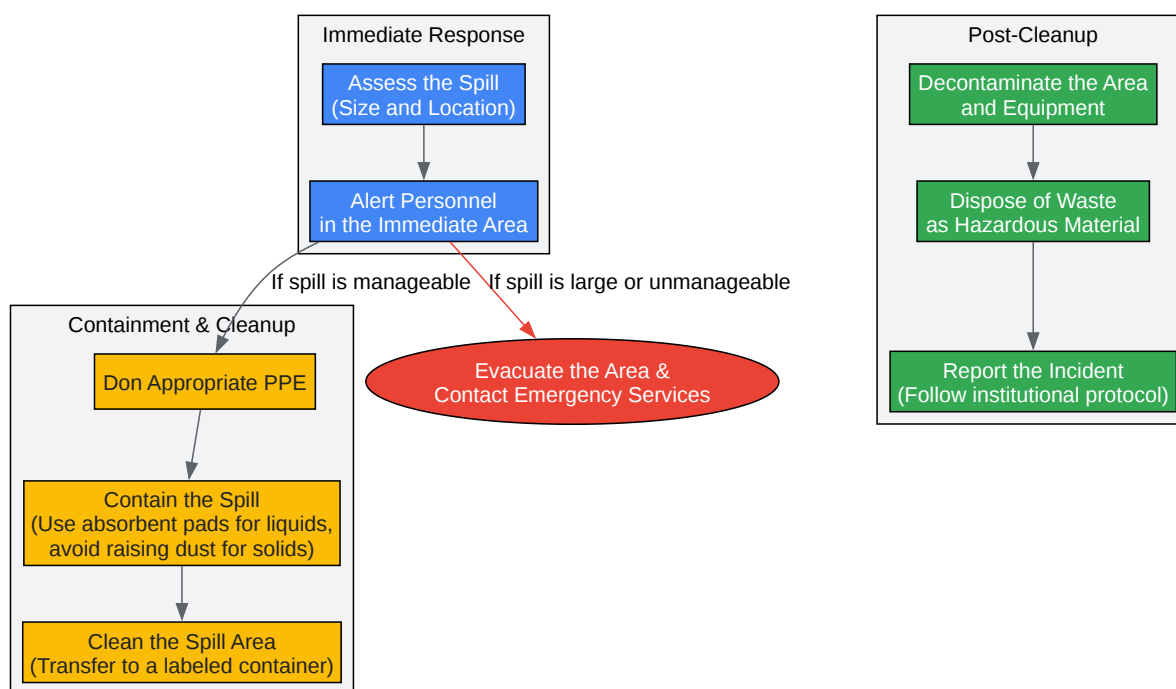 Immediate Response
Assess the Spill
(Size and Location)
Alert Personnel
in the Immediate Area
If spill is manageable
If spill is large or unmanageable
Containment & Cleanup
Don Appropriate PPE
Contain the Spill
(Use absorbent pads for liquids,
avoid raising dust for solids)
Clean the Spill Area
(Transfer to a labeled container)
Evacuate the Area &
Contact Emergency Services
Post-Cleanup
Decontaminate the Area
and Equipment
Dispose of Waste
as Hazardous Material
Report the Incident
(Follow institutional protocol)